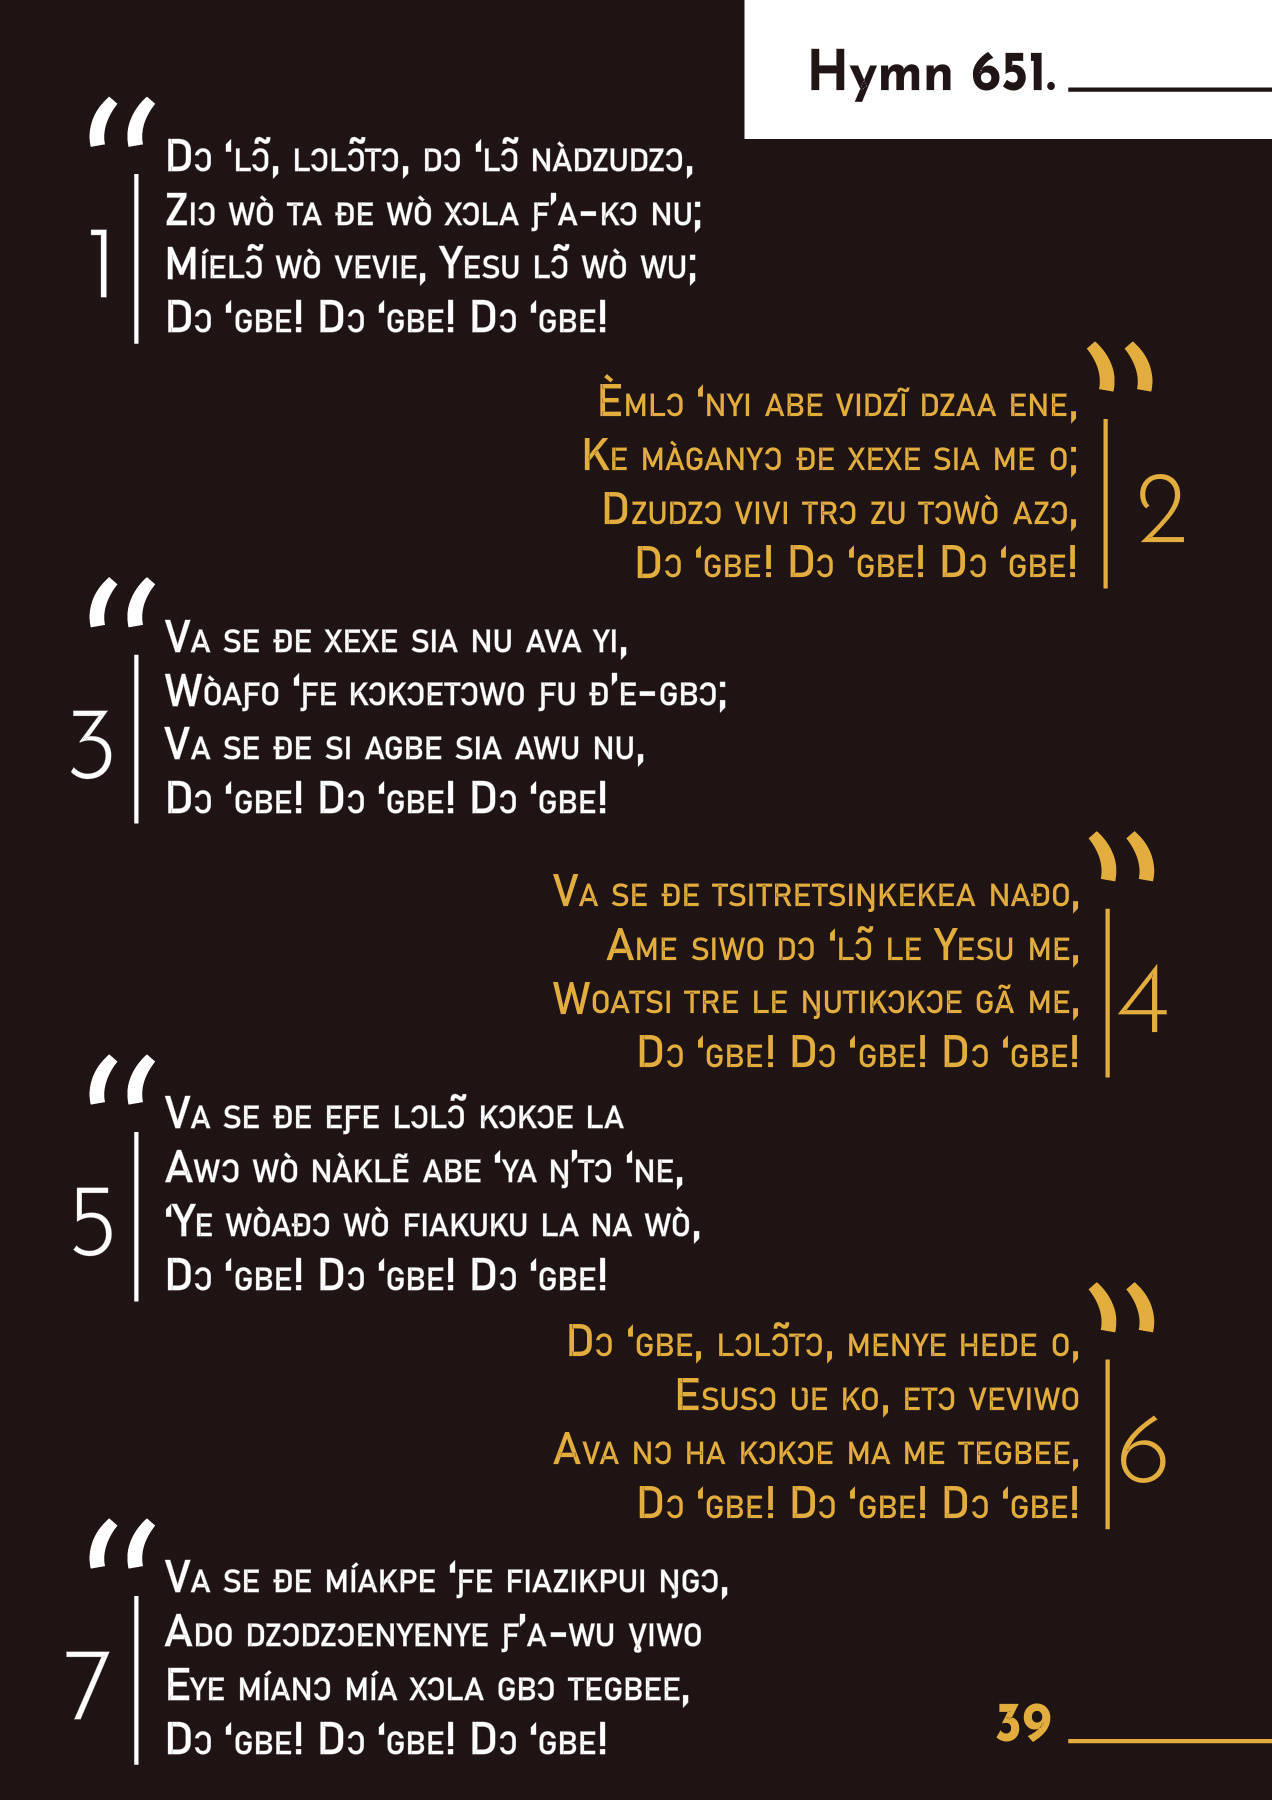 Hymn 651.
“
1
Dɔ ‘lɔ̃, lɔlɔ̃tɔ, dɔ ‘lɔ̃ nàdzudzɔ,
Ziɔ wò ta ɖe wò xɔla ƒ’a-kɔ nu;
Míelɔ̃ wò vevie, Yesu lɔ̃ wò wu;
Dɔ ‘gbe! Dɔ ‘gbe! Dɔ ‘gbe!
”
2
Èmlɔ ‘nyi abe vidzĩ dzaa ene,
Ke màganyɔ ɖe xexe sia me o;
Dzudzɔ vivi trɔ zu tɔwò azɔ,
Dɔ ‘gbe! Dɔ ‘gbe! Dɔ ‘gbe!
“
3
Va se ɖe xexe sia nu ava yi,
Wòaƒo ‘ƒe kɔkɔetɔwo ƒu ɖ’e-gbɔ;
Va se ɖe si agbe sia awu nu,
Dɔ ‘gbe! Dɔ ‘gbe! Dɔ ‘gbe!
”
4
Va se ɖe tsitretsiŋkekea naɖo,
Ame siwo dɔ ‘lɔ̃ le Yesu me,
Woatsi tre le ŋutikɔkɔe gã me,
Dɔ ‘gbe! Dɔ ‘gbe! Dɔ ‘gbe!
“
5
Va se ɖe eƒe lɔlɔ̃ kɔkɔe la
Awɔ wò nàklẽ abe ‘ya ŋ’tɔ ‘ne,
‘Ye wòaɖɔ wò fiakuku la na wò,
Dɔ ‘gbe! Dɔ ‘gbe! Dɔ ‘gbe!
”
6
Dɔ ‘gbe, lɔlɔ̃tɔ, menye hede o,
Esusɔ ʋe ko, etɔ veviwo
Ava nɔ ha kɔkɔe ma me tegbee,
Dɔ ‘gbe! Dɔ ‘gbe! Dɔ ‘gbe!
“
7
Va se ɖe míakpe ‘ƒe fiazikpui ŋgɔ,
Ado dzɔdzɔenyenye ƒ’a-wu ɣiwo
Eye míanɔ mía xɔla gbɔ tegbee,
Dɔ ‘gbe! Dɔ ‘gbe! Dɔ ‘gbe!
39